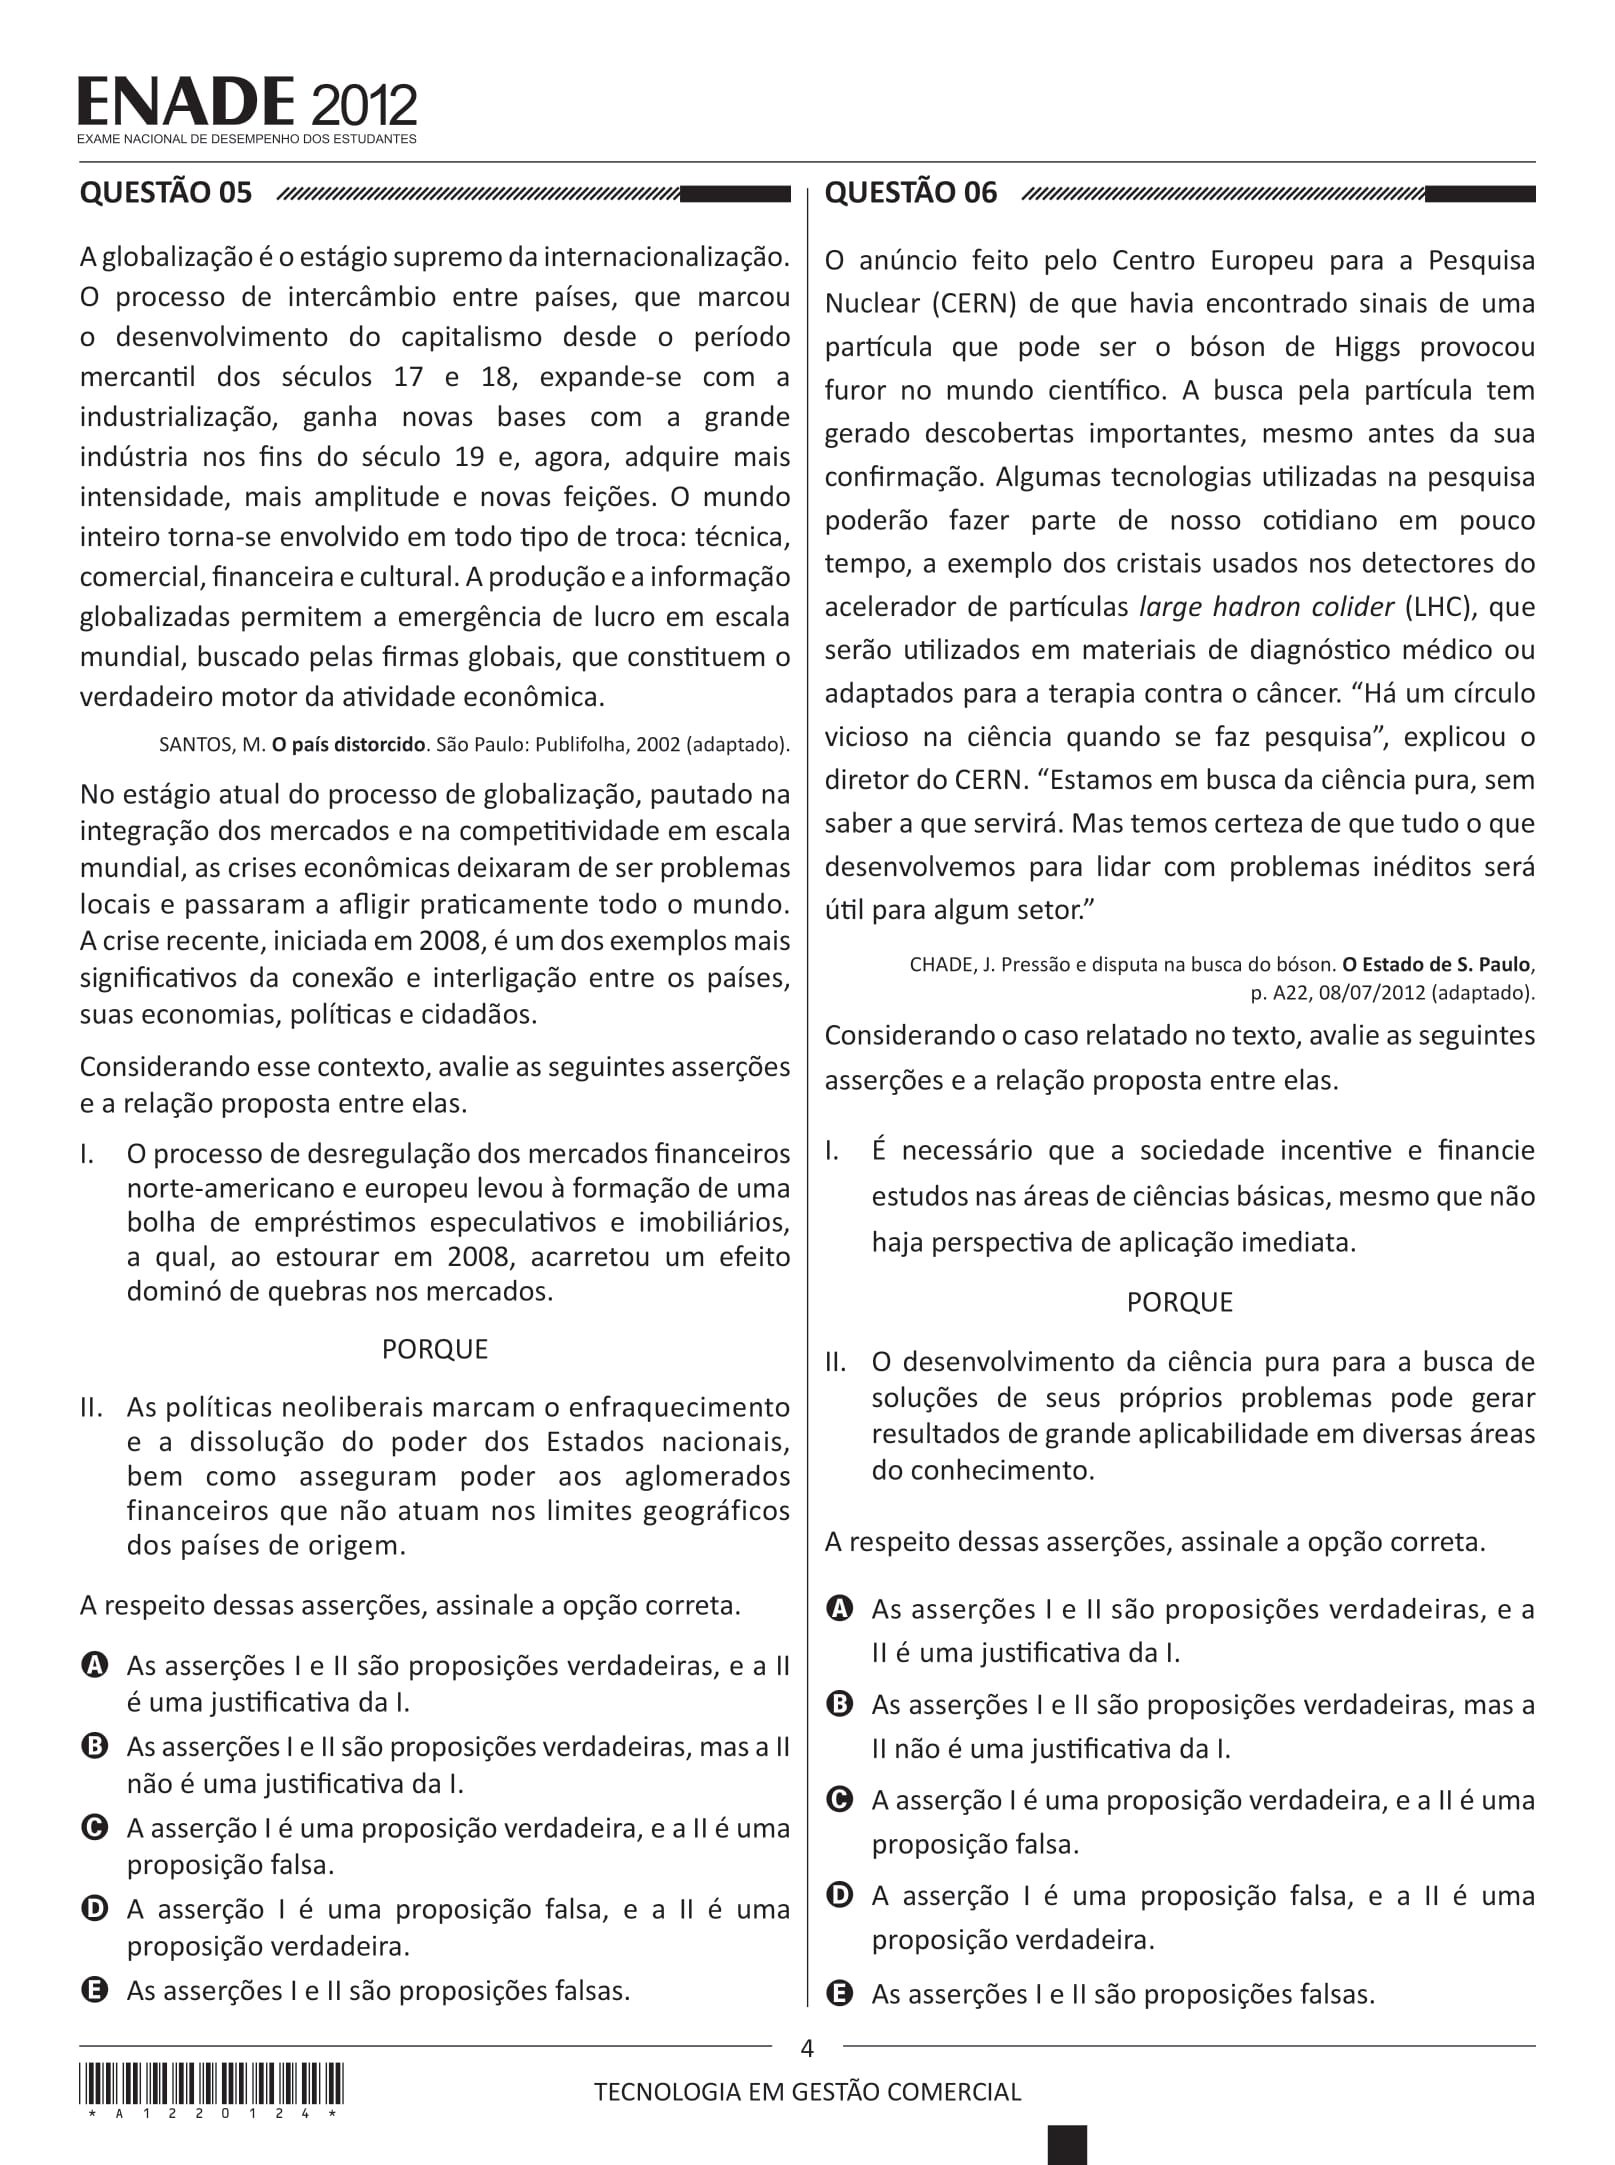 ENADE 2012
EXAME NACIONAL DE DESEMPENHO DOS ESTUDANTES
QUESTÃO 05
A globalização é o estágio supremo da internacionalização.
O processo de intercâmbio entre países, que marcou
o desenvolvimento do capitalismo desde o período
mercantil dos séculos 17 e 18, expande-se com a
industrialização, ganha novas bases com a grande
indústria nos fins do século 19 e, agora, adquire mais
intensidade, mais amplitude e novas feições. O mundo
inteiro torna-se envolvido em todo tipo de troca: técnica,
comercial, financeira e cultural. A produção e a informação
globalizadas permitem a emergência de lucro em escala
mundial, buscado pelas firmas globais, que constituem o
verdadeiro motor da atividade econômica.
SANTOS, M. O país distorcido. São Paulo: Publifolha, 2002 (adaptado).
No estágio atual do processo de globalização, pautado na
integração dos mercados e na competitividade em escala
mundial, as crises econômicas deixaram de ser problemas
locais e passaram a afligir praticamente todo o mundo.
A crise recente, iniciada em 2008, é um dos exemplos mais
significativos da conexão e interligação entre os países,
suas economias, políticas e cidadãos.
Considerando esse contexto, avalie as seguintes asserções
e a relação proposta entre elas.
I. O processo de desregulação dos mercados financeiros
norte-americano e europeu levou à formação de uma
bolha de empréstimos especulativos e imobiliários,
a qual, ao estourar em 2008, acarretou um efeito
dominó de quebras nos mercados.
PORQUE
II. As políticas neoliberais marcam o enfraquecimento
e a dissolução do poder dos Estados nacionais,
bem como asseguram poder aos aglomerados
financeiros que não atuam nos limites geográficos
dos países de origem.
A respeito dessas asserções, assinale a opção correta.
A As asserções I e II são proposições verdadeiras, e a II
é uma justificativa da I.
B As asserções I e II são proposições verdadeiras, mas a II
não é uma justificativa da I.
C A asserção I é uma proposição verdadeira, e a II é uma
proposição falsa.
D A asserção I é uma proposição falsa, e a II é uma
proposição verdadeira.
E As asserções I e II são proposições falsas.
QUESTÃO 06
O anúncio feito pelo Centro Europeu para a Pesquisa
Nuclear (CERN) de que havia encontrado sinais de uma
partícula que pode ser o bóson de Higgs provocou
furor no mundo científico. A busca pela partícula tem
gerado descobertas importantes, mesmo antes da sua
confirmação. Algumas tecnologias utilizadas na pesquisa
poderão fazer parte de nosso cotidiano em pouco
tempo, a exemplo dos cristais usados nos detectores do
acelerador de partículas large hadron colider (LHC), que
serão utilizados em materiais de diagnóstico médico ou
adaptados para a terapia contra o câncer. “Há um círculo
vicioso na ciência quando se faz pesquisa”, explicou o
diretor do CERN. “Estamos em busca da ciência pura, sem
saber a que servirá. Mas temos certeza de que tudo o que
desenvolvemos para lidar com problemas inéditos será
útil para algum setor.”
CHADE, J. Pressão e disputa na busca do bóson. O Estado de S. Paulo,
p. A22, 08/07/2012 (adaptado).
Considerando o caso relatado no texto, avalie as seguintes
asserções e a relação proposta entre elas.
I. É necessário que a sociedade incentive e financie
estudos nas áreas de ciências básicas, mesmo que não
haja perspectiva de aplicação imediata.
PORQUE
II. O desenvolvimento da ciência pura para a busca de
soluções de seus próprios problemas pode gerar
resultados de grande aplicabilidade em diversas áreas
do conhecimento.
A respeito dessas asserções, assinale a opção correta.
A As asserções I e II são proposições verdadeiras, e a
II é uma justificativa da I.
B As asserções I e II são proposições verdadeiras, mas a
II não é uma justificativa da I.
C A asserção I é uma proposição verdadeira, e a II é uma
proposição falsa.
D A asserção I é uma proposição falsa, e a II é uma
proposição verdadeira.
E As asserções I e II são proposições falsas.
4
TECNOLOGIA EM GESTÃO COMERCIAL
* A 1 2 2 0 1 2 4 *